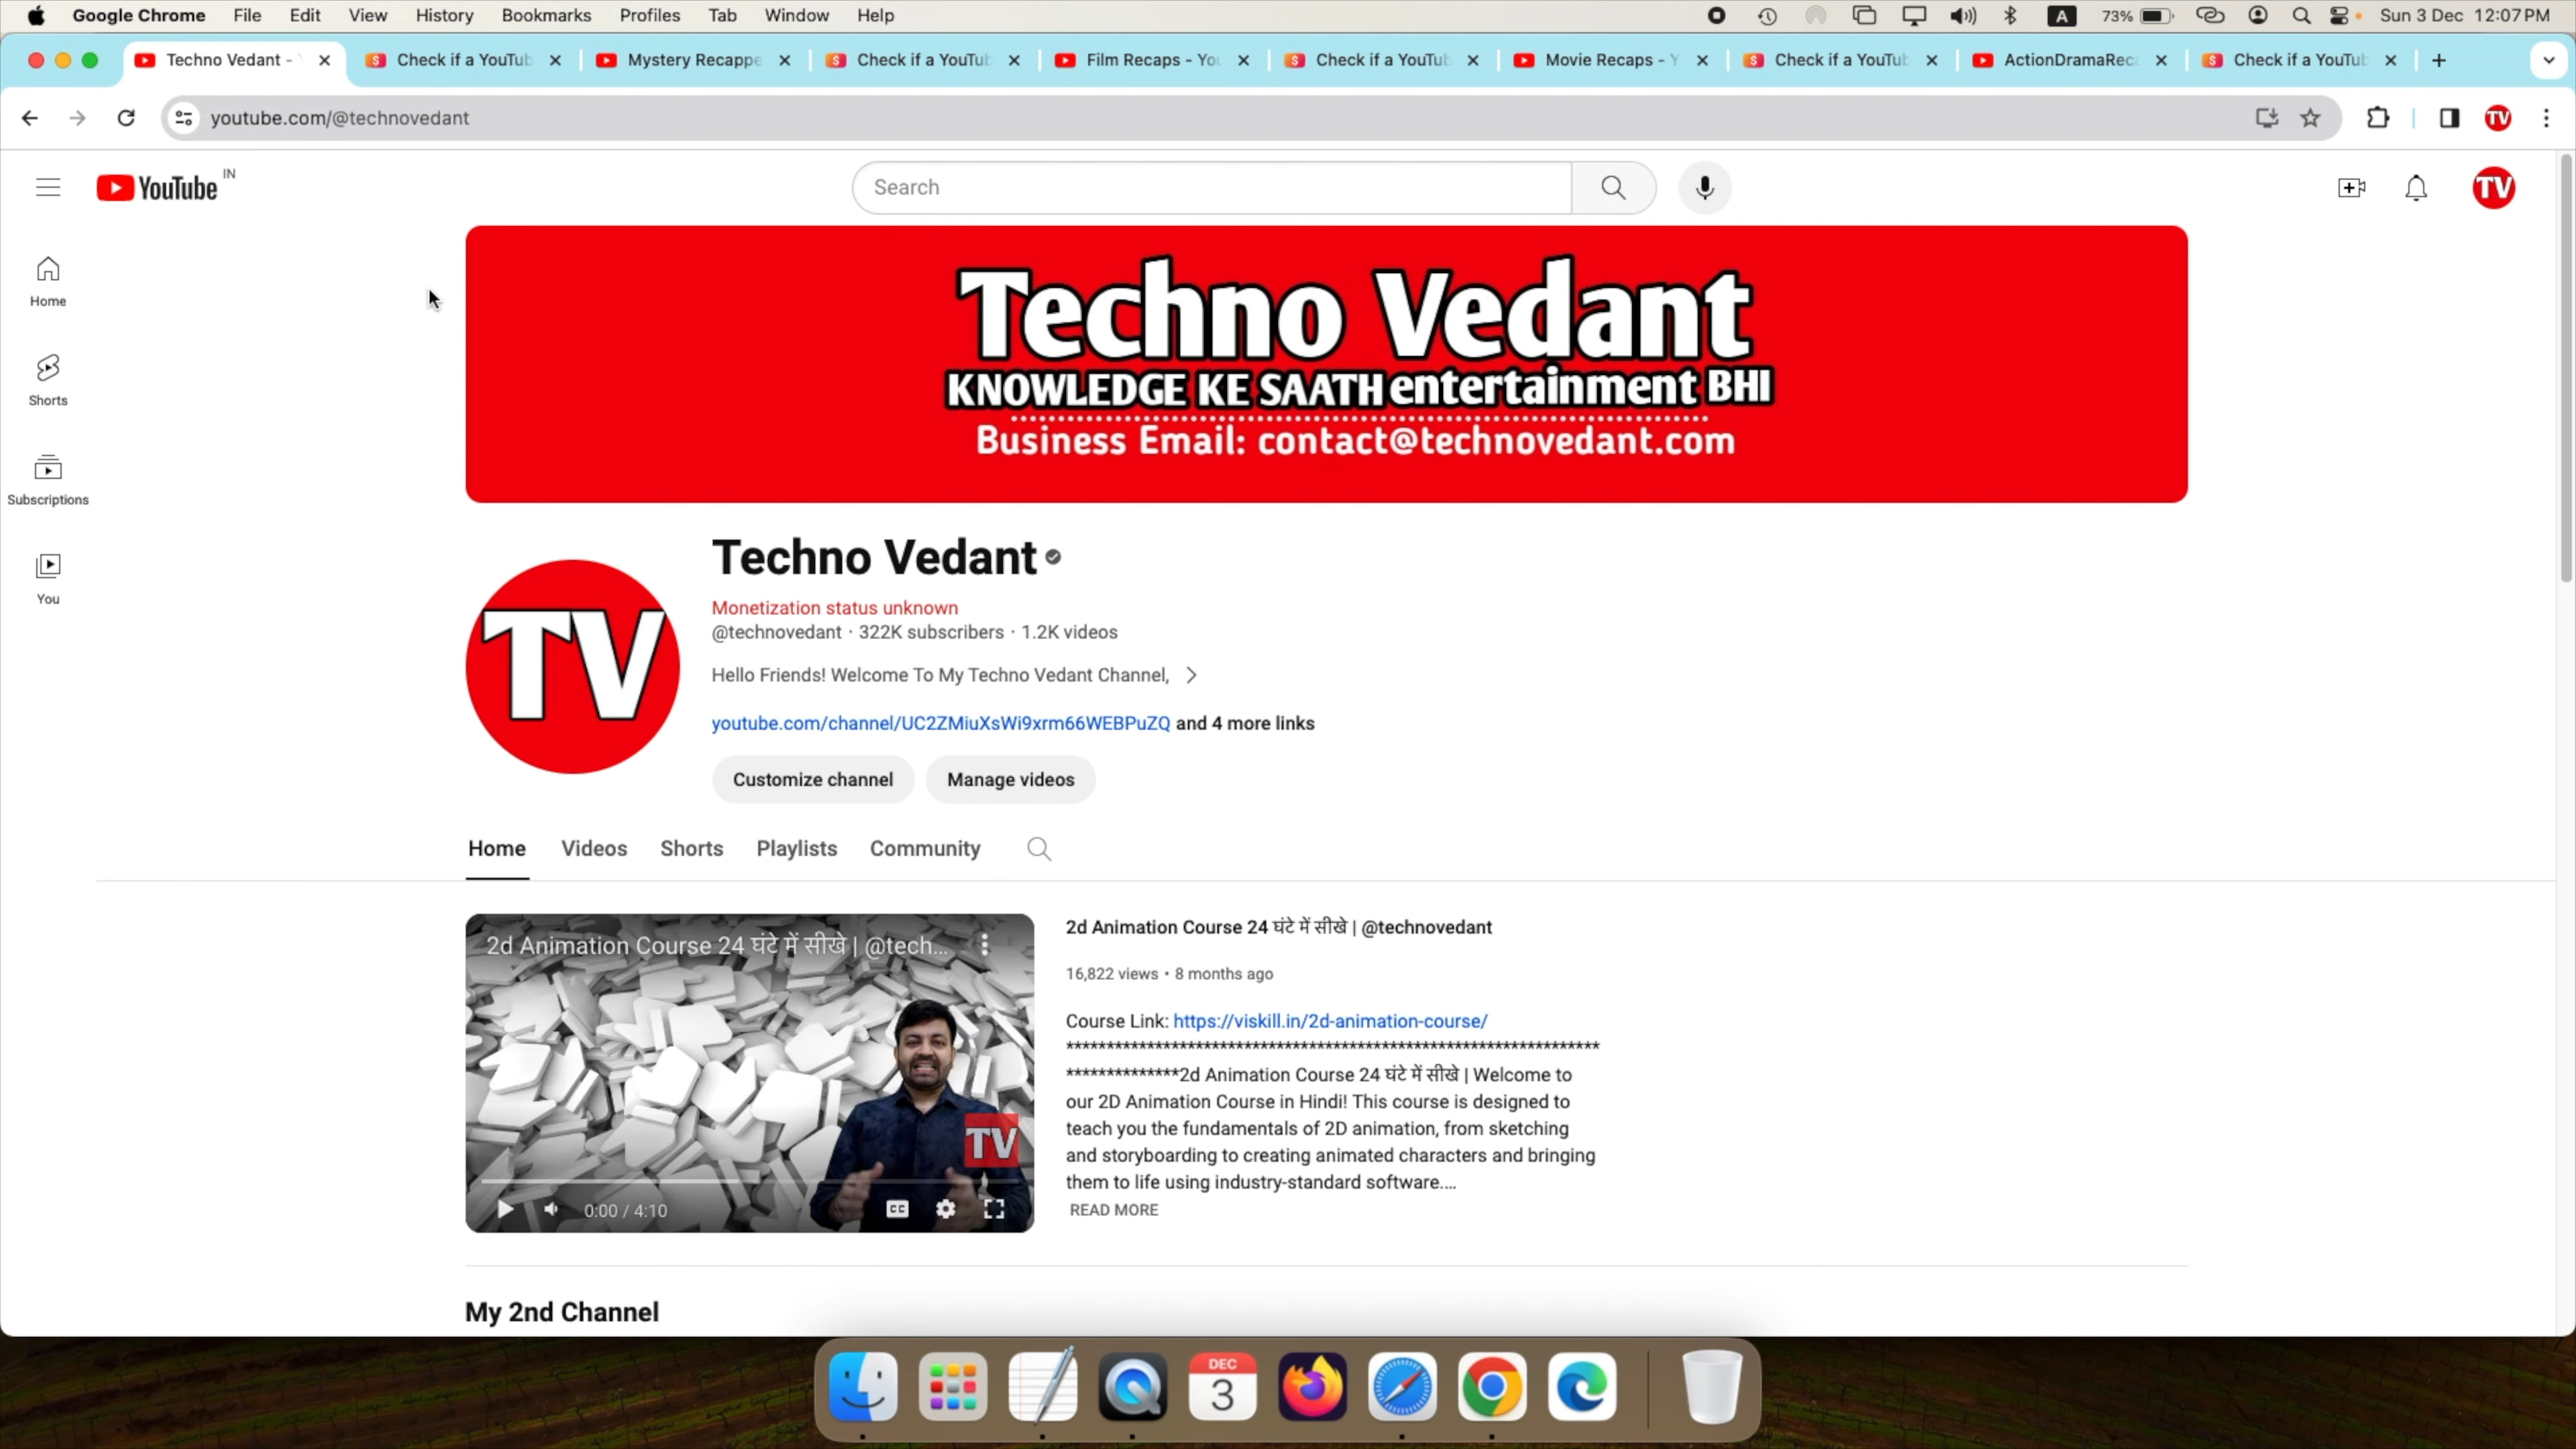 Google Chrome File Edit View History Bookmarks Profiles Tab Window Help A 73% Sun 3 Dec 12:07 PM
Techno Vedant - Check if a YouTub Mystery Recappe Check if a YouTub Film Recaps - You Check if a YouTub Movie Recaps - Y Check if a YouTub ActionDramaRec Check if a YouTub
youtube.com/@technovedant TV
YouTube IN Search TV
Home
Shorts
Subscriptions
You
Techno Vedant
KNOWLEDGE KE SAATH entertainment BHI
Business Email: contact@technovedant.com
TV
Techno Vedant
Monetization status unknown
@technovedant · 322K subscribers · 1.2K videos
Hello Friends! Welcome To My Techno Vedant Channel,
youtube.com/channel/UC2ZMiuXsWi9xrm66WEBPuZQ and 4 more links
Customize channel Manage videos
Home Videos Shorts Playlists Community
2d Animation Course 24 घंटे में सीखे | @tech...
TV
0:00 / 4:10 CC
2d Animation Course 24 घंटे में सीखे | @technovedant
16,822 views • 8 months ago
Course Link: https://viskill.in/2d-animation-course/
******************************************************************
**************2d Animation Course 24 घंटे में सीखे | Welcome to
our 2D Animation Course in Hindi! This course is designed to
teach you the fundamentals of 2D animation, from sketching
and storyboarding to creating animated characters and bringing
them to life using industry-standard software....
READ MORE
My 2nd Channel
DEC
3